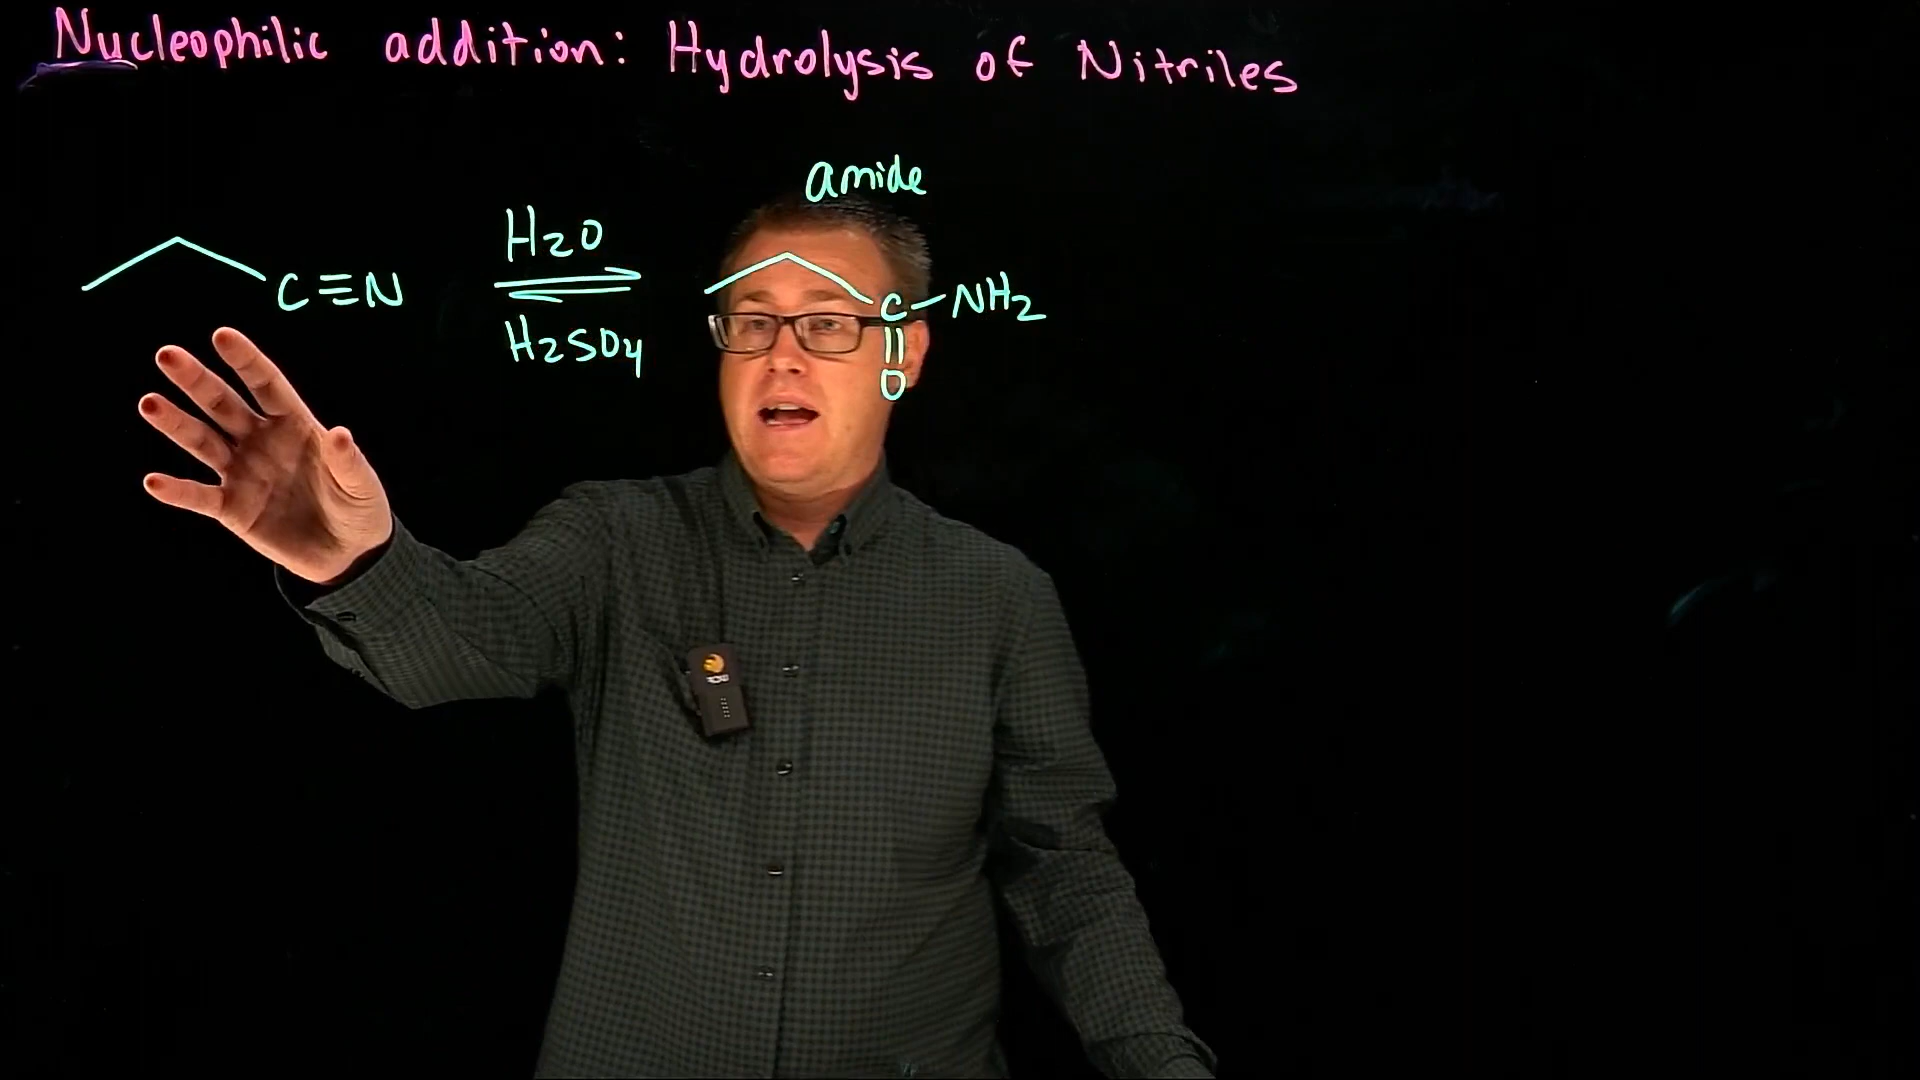 Nucleophilic addition: Hydrolysis of Nitriles
amide
H2O
C≡N
C-NH2
H2SO4
O